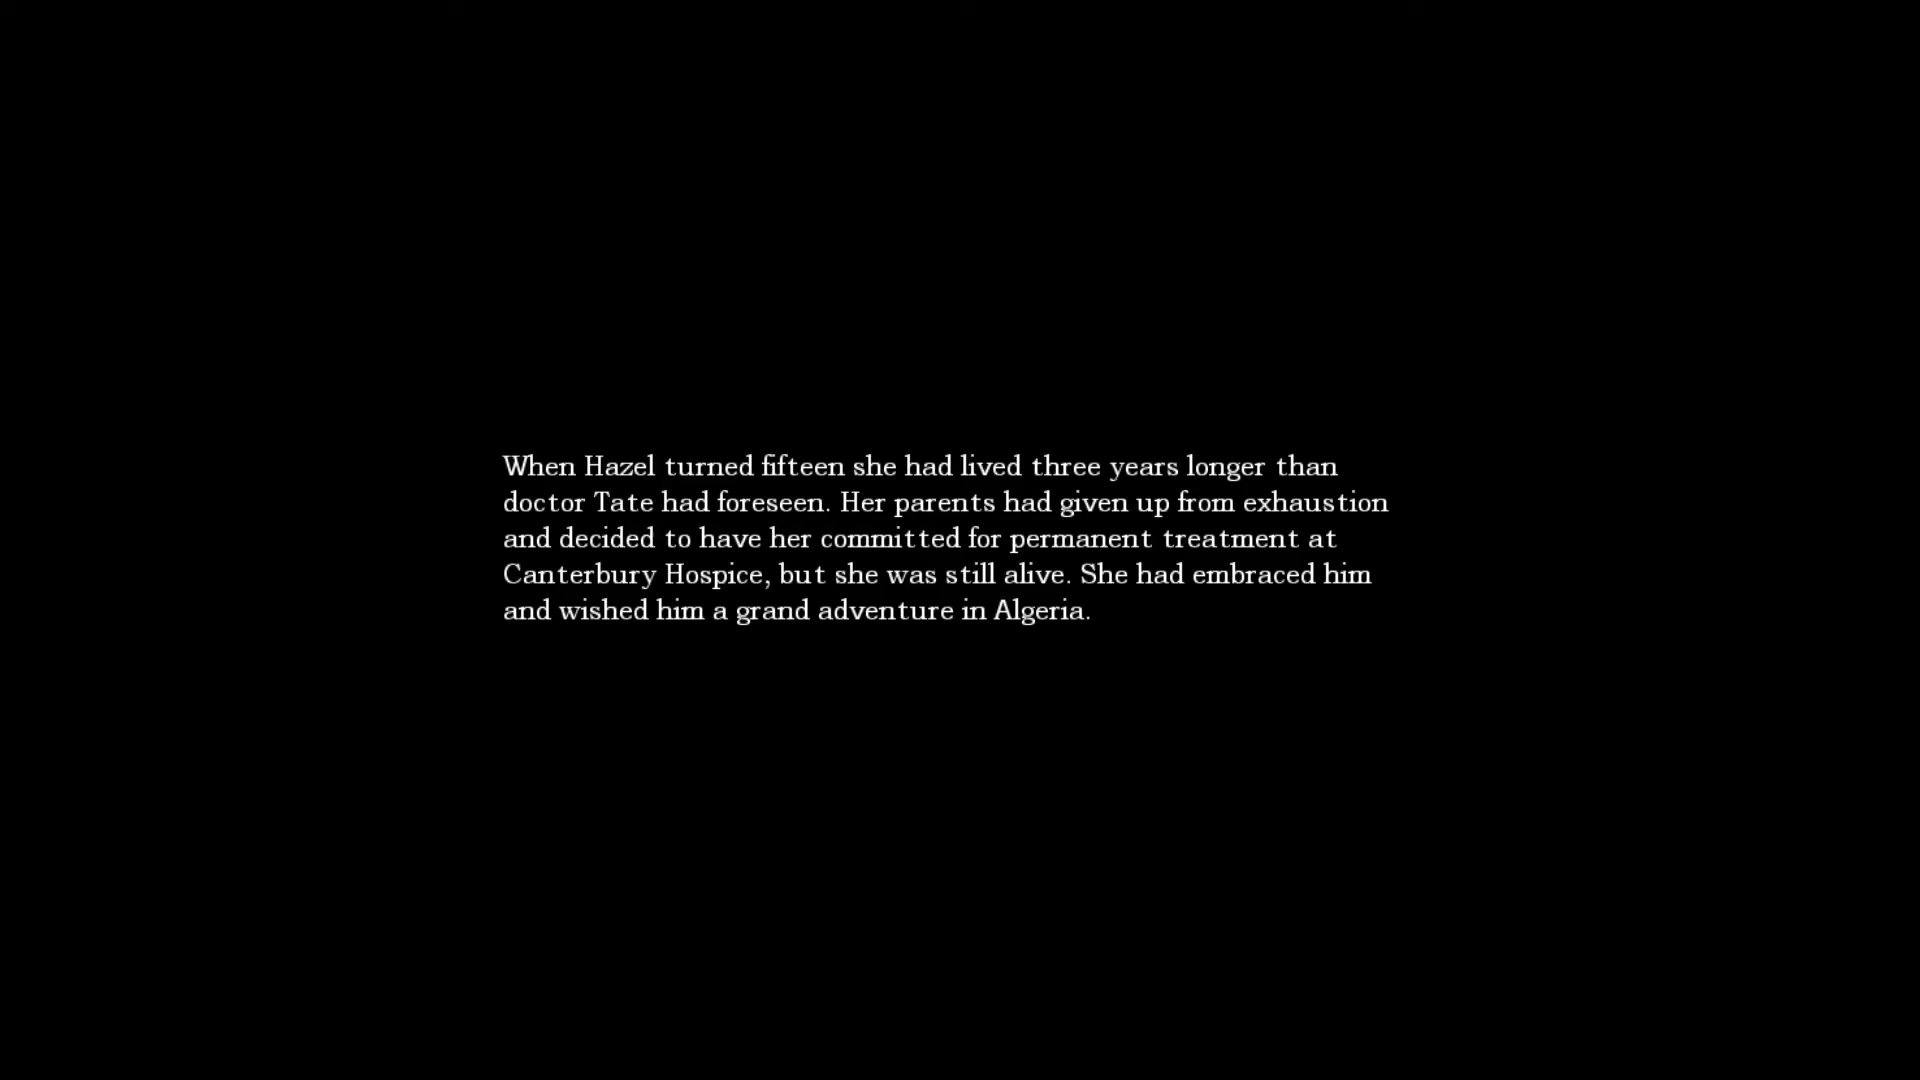 When Hazel turned fifteen she had lived three years longer than
doctor Tate had foreseen. Her parents had given up from exhaustion
and decided to have her committed for permanent treatment at
Canterbury Hospice, but she was still alive. She had embraced him
and wished him a grand adventure in Algeria.